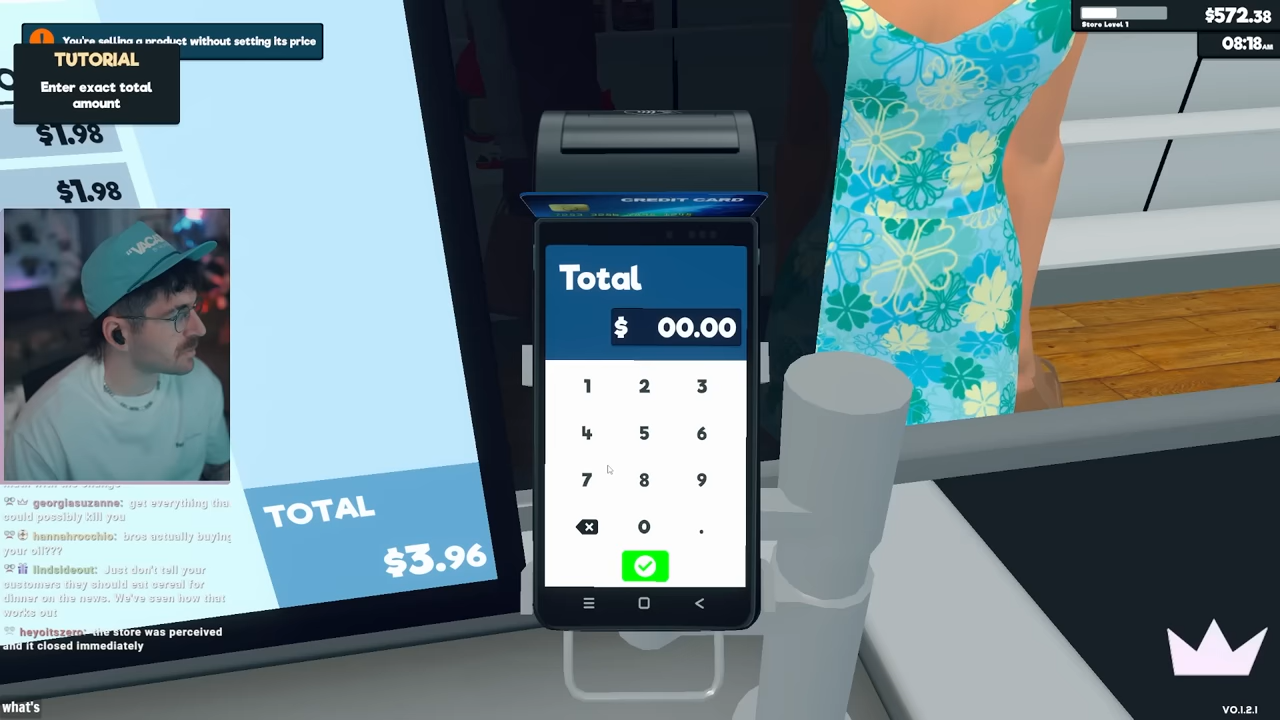 You're selling a product without setting its price
TUTORIAL
Enter exact total
amount
$1.98
$1.98
TOTAL
$3.96
CREDIT CARD
Total
$ 00.00
1 2 3
4 5 6
7 8 9
0 .
Store Level 1
$572.38
08:18AM
georgiasuzanne: get everything tha
could possibly kill you
hannahrocchio: bros actually buying
your oil???
lindsideout: Just don't tell your
customers they should eat cereal for
dinner on the news. We've seen how that
works out
heyoitszero: the store was perceived
and it closed immediately
what's
V0.1.2.1